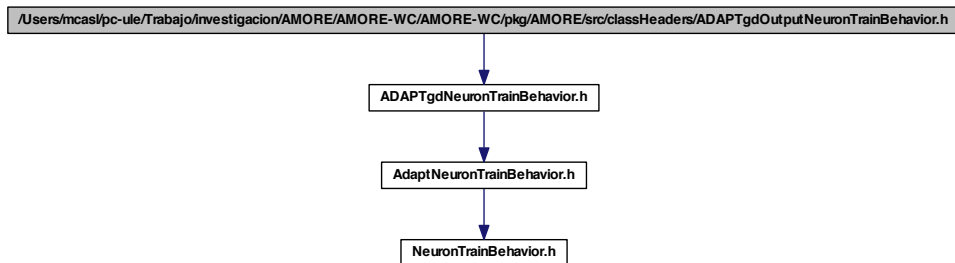 /Users/mcasl/pc-ule/Trabajo/investigacion/AMORE/AMORE-WC/AMORE-WC/pkg/AMORE/src/classHeaders/ADAPTgdOutputNeuronTrainBehavior.h
ADAPTgdNeuronTrainBehavior.h
AdaptNeuronTrainBehavior.h
NeuronTrainBehavior.h